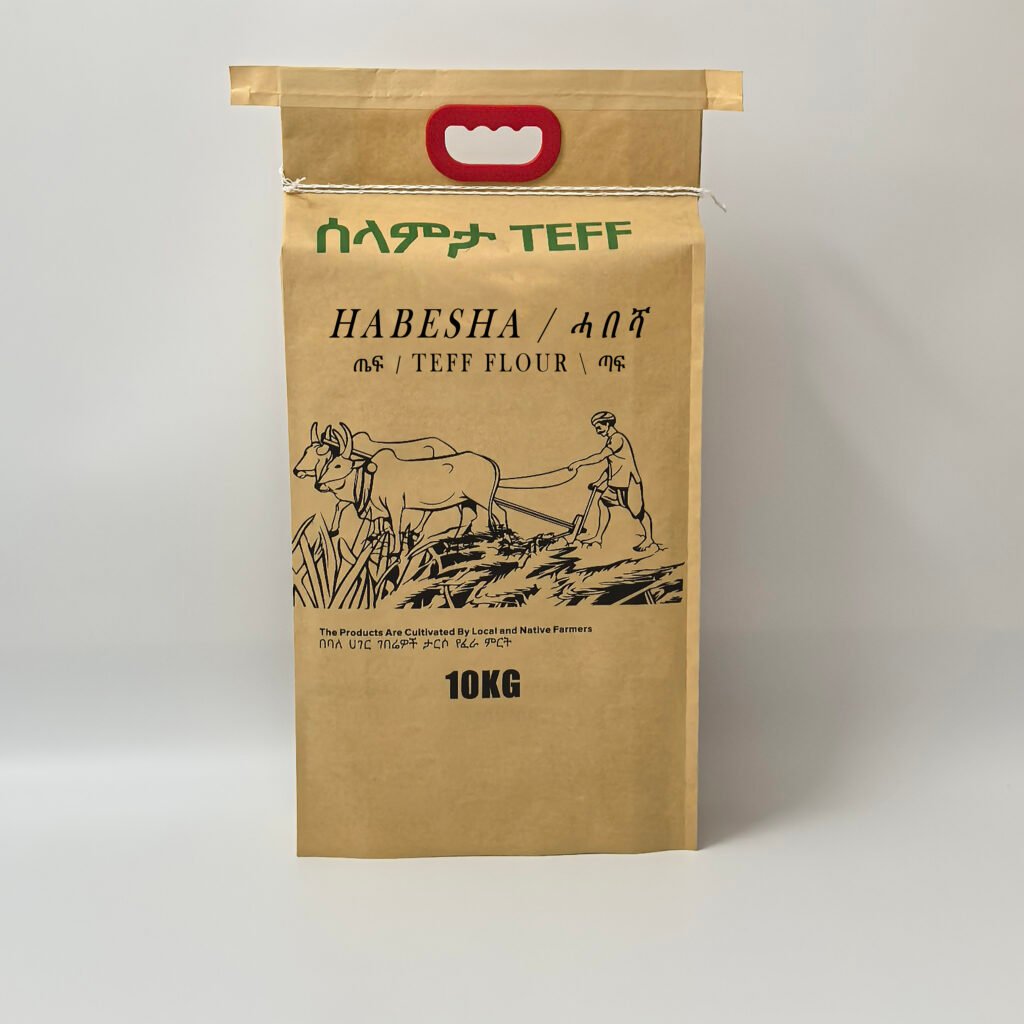 ሰላምታ TEFF
HABESHA / ሓበሻ
ጤፍ / TEFF FLOUR \ ጣፍ
The Products Are Cultivated By Local and Native Farmers
በባለ ሀገር ገበሬዎች ታርሶ የፈራ ምርት
10KG